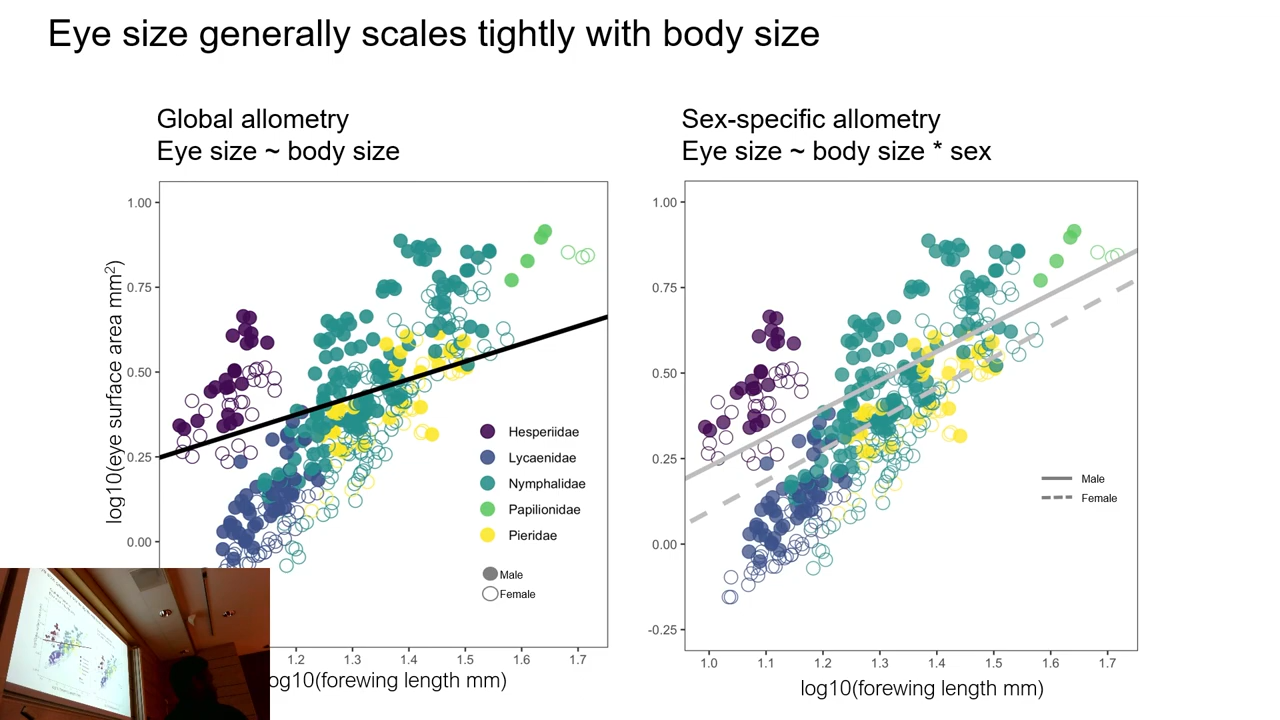 Eye size generally scales tightly with body size
Global allometry
Eye size ~ body size
Sex-specific allometry
Eye size ~ body size * sex
log10(eye surface area mm²)
1.00
0.75
0.50
0.25
0.00
Hesperiidae
Lycaenidae
Nymphalidae
Papilionidae
Pieridae
Male
Female
1.2 1.3 1.4 1.5 1.6 1.7
og10(forewing length mm)
1.00
0.75
0.50
0.25
0.00
-0.25
Male
Female
1.0 1.1 1.2 1.3 1.4 1.5 1.6 1.7
log10(forewing length mm)